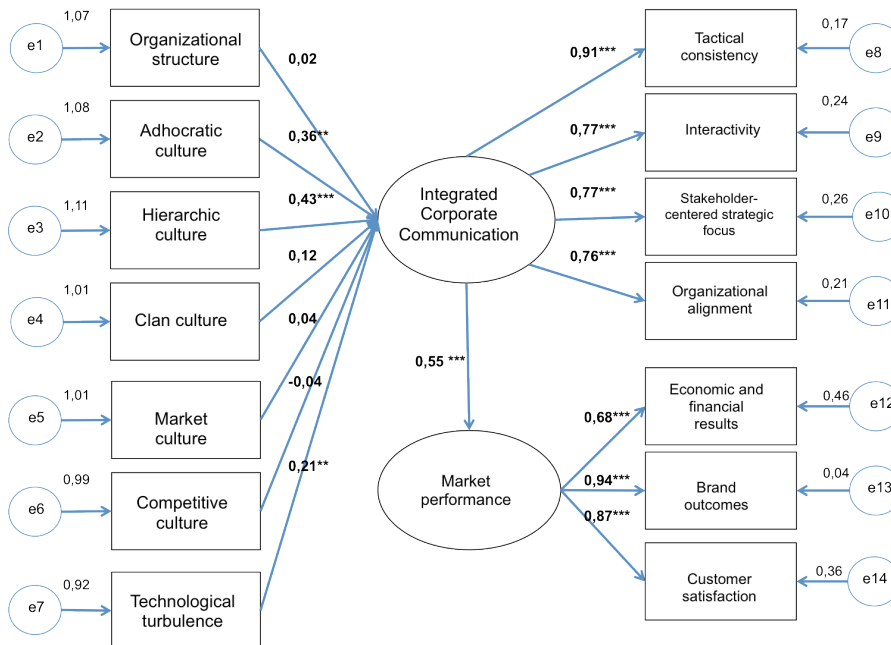 1,07
e1
Organizational
structure
1,08
e2
Adhocratic
culture
1,11
e3
Hierarchic
culture
1,01
e4
Clan culture
1,01
e5
Market
culture
0,99
e6
Competitive
culture
0,92
e7
Technological
turbulence
0,02
0,36**
0,43***
0,12
0,04
-0,04
0,21**
Integrated
Corporate
Communication
0,55 ***
Market
performance
0,91***
0,77***
0,77***
0,76***
0,68***
0,94***
0,87***
Tactical
consistency
0,17
e8
Interactivity
0,24
e9
Stakeholder-
centered strategic
focus
0,26
e10
Organizational
alignment
0,21
e11
Economic and
financial
results
0,46
e12
Brand
outcomes
0,04
e13
Customer
satisfaction
0,36
e14